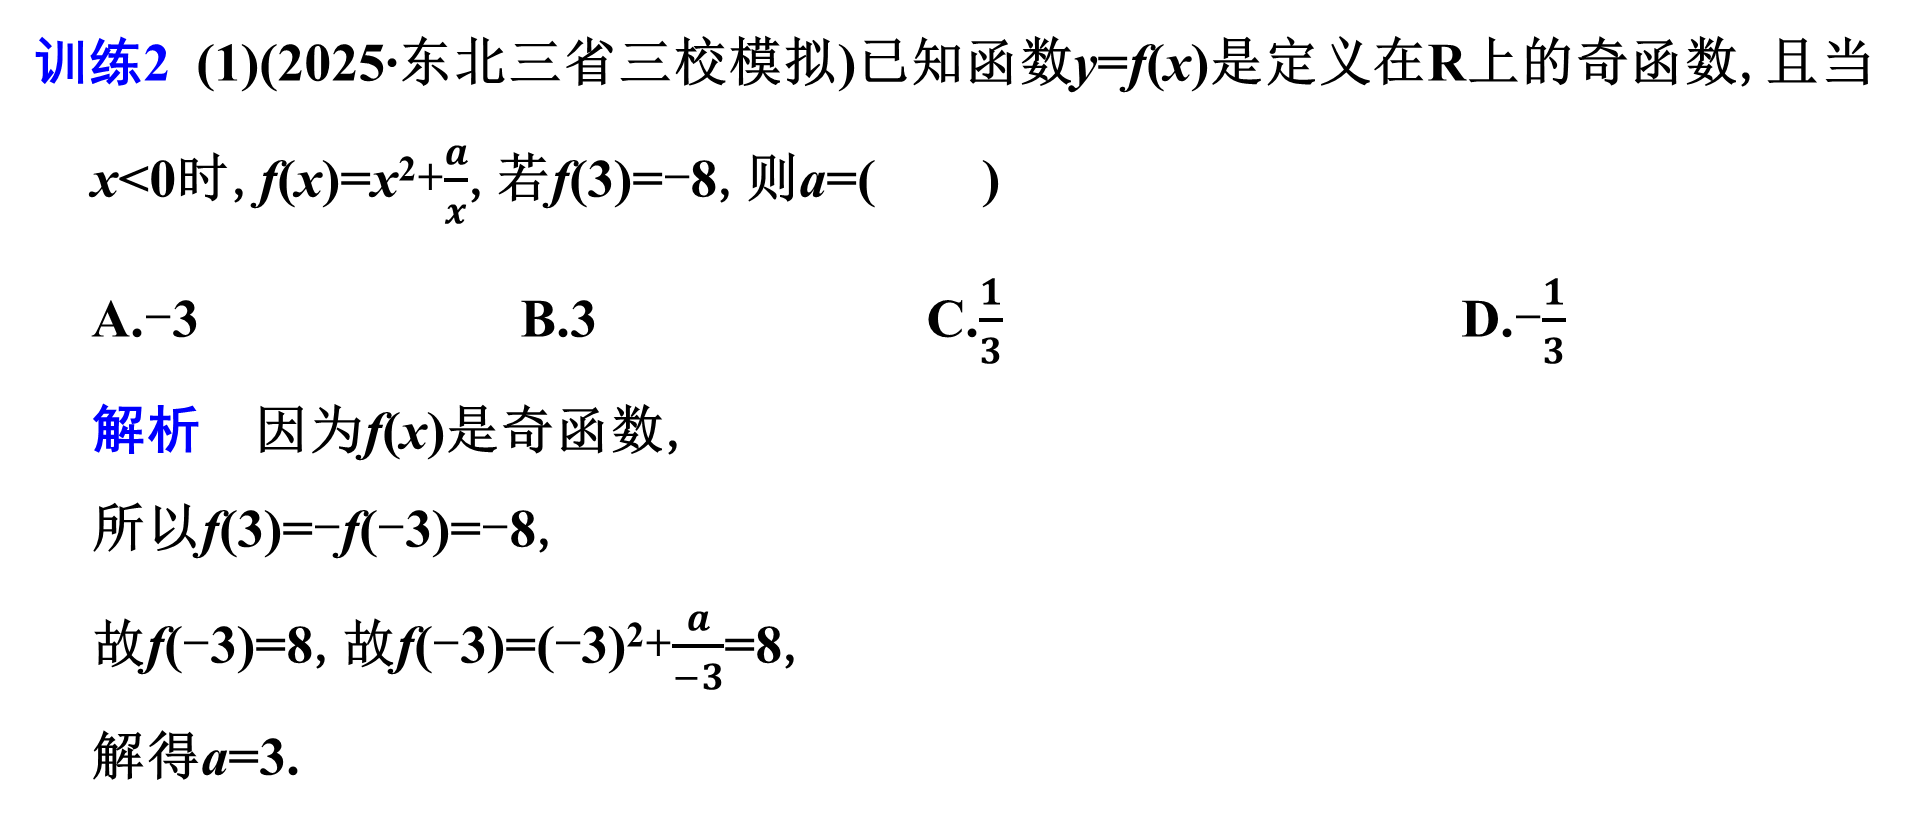 训练2 (1)(2025·东北三省三校模拟)已知函数y=f(x)是定义在R上的奇函数,且当
x<0时,f(x)=x²+a/x,若f(3)=−8,则a=(  )
A.−3 B.3 C.1/3 D.−1/3
解析 因为f(x)是奇函数,
所以f(3)=−f(−3)=−8,
故f(−3)=8,故f(−3)=(−3)²+a/−3=8,
解得a=3.